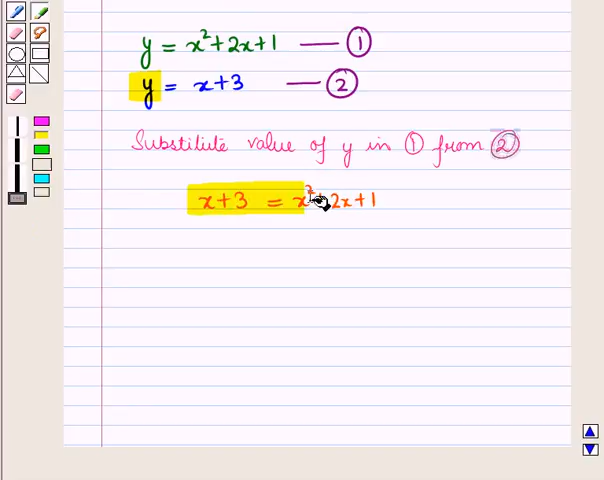 y = x² + 2x + 1 —— ①
y = x + 3 —— ②
Substitute value of y in ① from ②
x + 3 = x² + 2x + 1